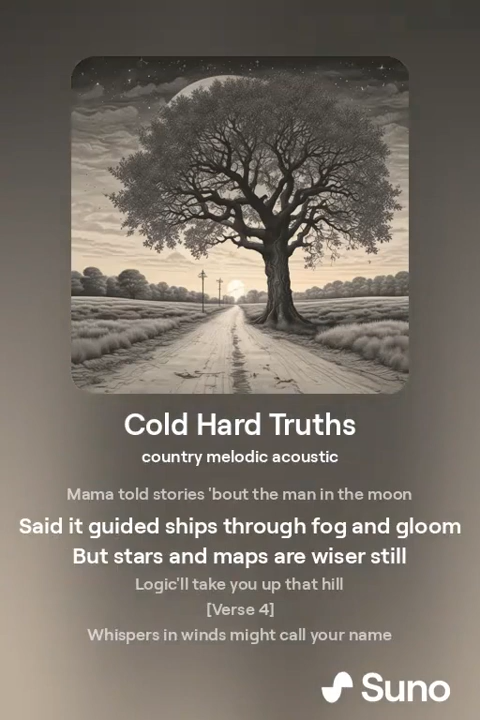 Cold Hard Truths
country melodic acoustic
Mama told stories 'bout the man in the moon
Said it guided ships through fog and gloom
But stars and maps are wiser still
Logic'll take you up that hill
[Verse 4]
Whispers in winds might call your name
Suno